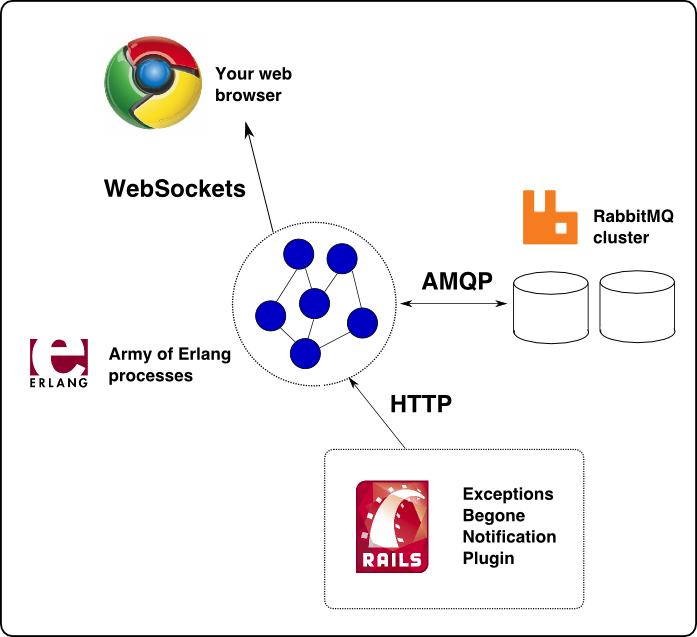 Your web
browser
WebSockets
RabbitMQ
cluster
AMQP
ERLANG
Army of Erlang
processes
HTTP
RAILS
Exceptions
Begone
Notification
Plugin